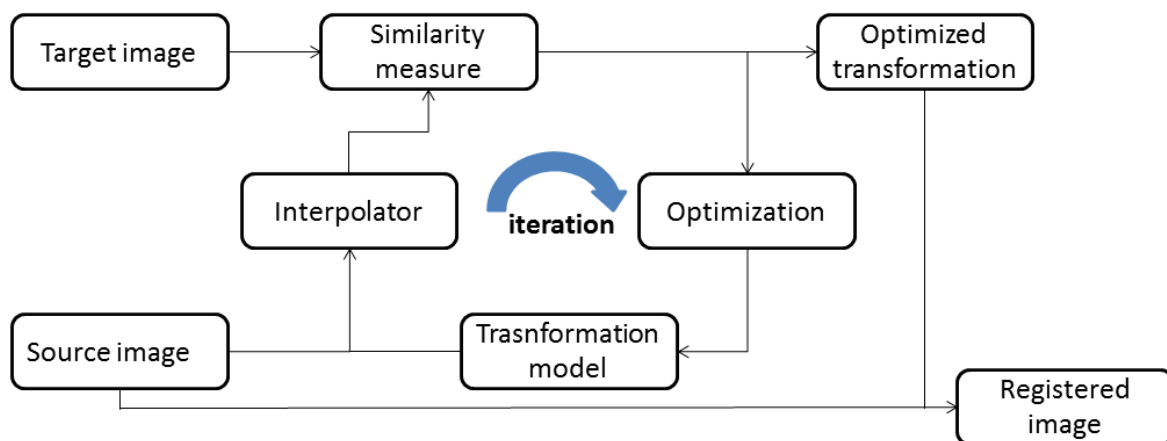 Target image
Similarity
measure
Optimized
transformation
Interpolator
iteration
Optimization
Source image
Trasnformation
model
Registered
image